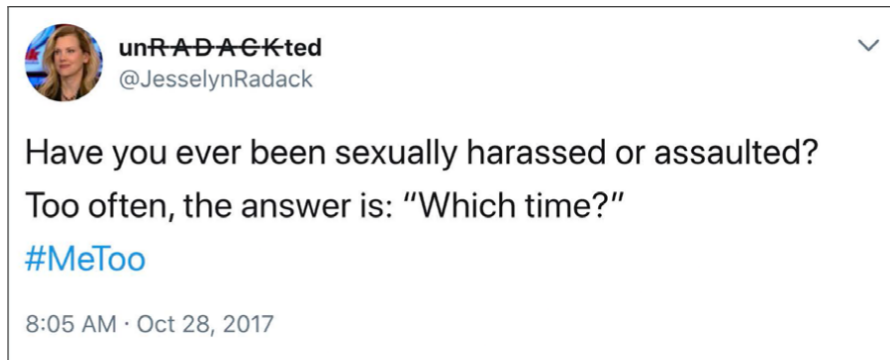 unRADACKted
@JesselynRadack
Have you ever been sexually harassed or assaulted?
Too often, the answer is: “Which time?”
#MeToo
8:05 AM · Oct 28, 2017